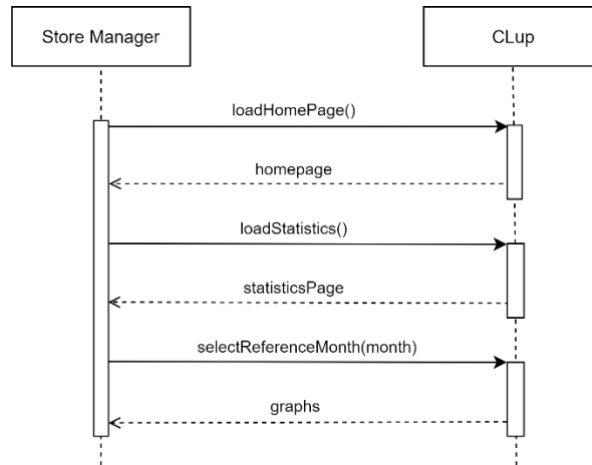 Store Manager
CLup
loadHomePage()
homepage
loadStatistics()
statisticsPage
selectReferenceMonth(month)
graphs